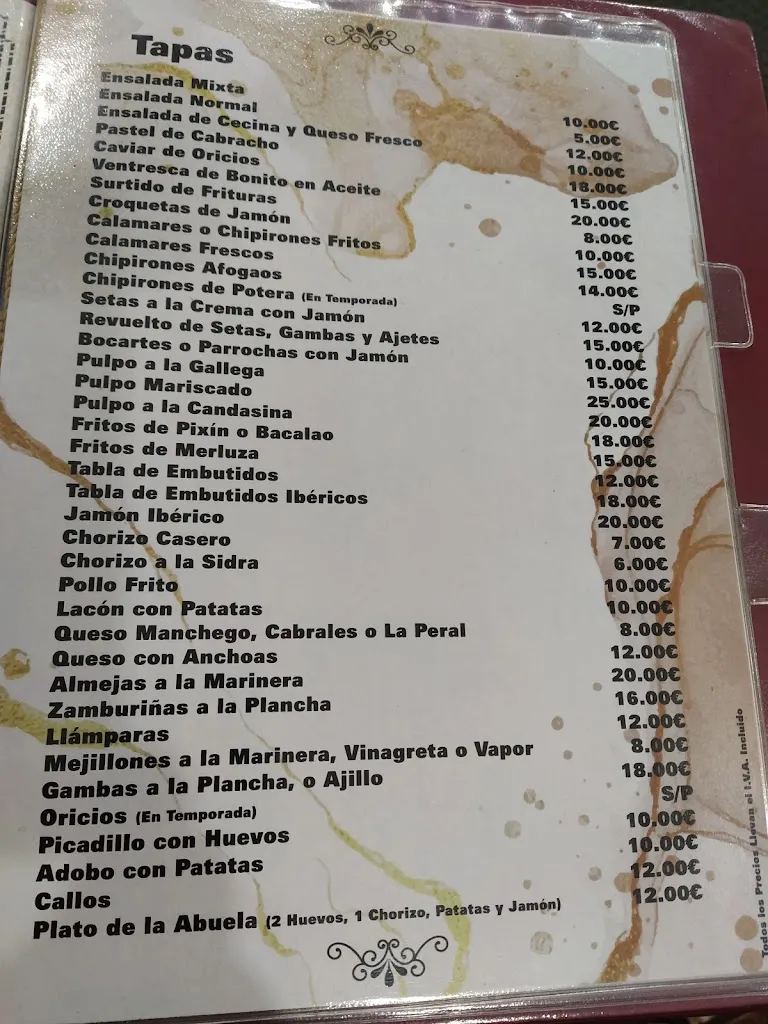 Tapas
Ensalada Mixta 10.00€
Ensalada Normal 5.00€
Ensalada de Cecina y Queso Fresco 12.00€
Pastel de Cabracho 10.00€
Caviar de Oricios 18.00€
Ventresca de Bonito en Aceite 15.00€
Surtido de Frituras 20.00€
Croquetas de Jamón 8.00€
Calamares o Chipirones Fritos 10.00€
Calamares Frescos 15.00€
Chipirones Afogaos 14.00€
Chipirones de Potera (En Temporada) S/P
Setas a la Crema con Jamón 12.00€
Revuelto de Setas, Gambas y Ajetes 15.00€
Bocartes o Parrochas con Jamón 10.00€
Pulpo a la Gallega 15.00€
Pulpo Mariscado 25.00€
Pulpo a la Candasina 20.00€
Fritos de Pixín o Bacalao 18.00€
Fritos de Merluza 15.00€
Tabla de Embutidos 12.00€
Tabla de Embutidos Ibéricos 18.00€
Jamón Ibérico 20.00€
Chorizo Casero 7.00€
Chorizo a la Sidra 6.00€
Pollo Frito 10.00€
Lacón con Patatas 10.00€
Queso Manchego, Cabrales o La Peral 8.00€
Queso con Anchoas 12.00€
Almejas a la Marinera 20.00€
Zamburiñas a la Plancha 16.00€
Llámparas 12.00€
Mejillones a la Marinera, Vinagreta o Vapor 8.00€
Gambas a la Plancha, o Ajillo 18.00€
Oricios (En Temporada) S/P
Picadillo con Huevos 10.00€
Adobo con Patatas 10.00€
Callos 12.00€
Plato de la Abuela (2 Huevos, 1 Chorizo, Patatas y Jamón) 12.00€
Todos los Precios Llevan el I.V.A. Incluido